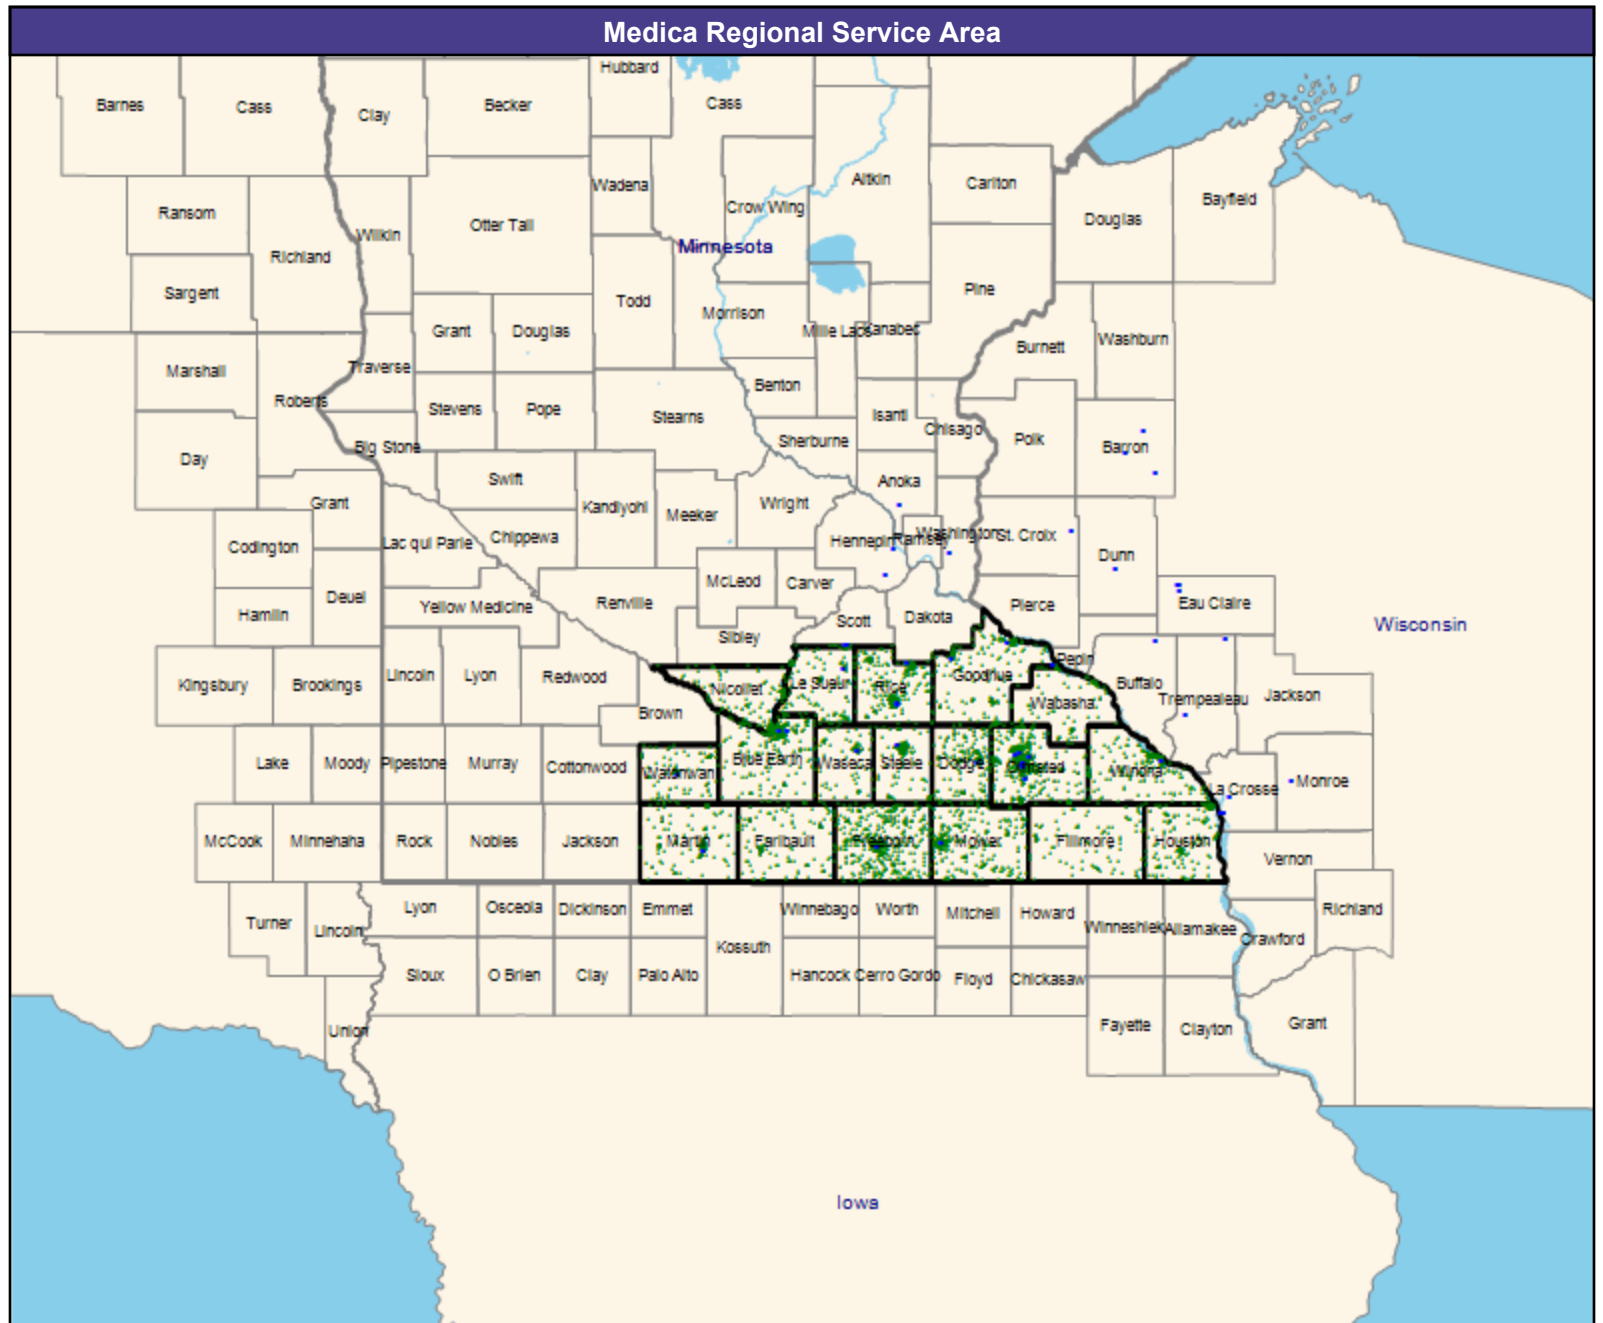 Medica Regional Service Area
Hubbard
Barnes
Cass
Clay
Becker
Cass
Wadena
Aitkin
Carlton
Crow Wing
Ransom
Otter Tail
Wilkin
Douglas
Bayfield
Minnesota
Richland
Sargent
Todd
Pine
Morrison
Grant
Douglas
Mille Lacs
Kanabec
Burnett
Washburn
Marshall
Traverse
Benton
Roberts
Stevens
Pope
Stearns
Isanti
Chisago
Polk
Barron
Big Stone
Sherburne
Day
Swift
Anoka
Grant
Kandiyohi
Meeker
Wright
Codington
Lac qui Parle
Chippewa
Hennepin
Ramsey
Washington
St. Croix
Dunn
McLeod
Carver
Deuel
Yellow Medicine
Renville
Pierce
Eau Claire
Hamlin
Scott
Dakota
Sibley
Wisconsin
Pepin
Kingsbury
Brookings
Lincoln
Lyon
Redwood
Nicollet
Le Sueur
Rice
Goodhue
Buffalo
Trempealeau
Jackson
Wabasha
Brown
Lake
Moody
Pipestone
Murray
Cottonwood
Watonwan
Blue Earth
Waseca
Steele
Dodge
Olmsted
Winona
La Crosse
Monroe
McCook
Minnehaha
Rock
Nobles
Jackson
Martin
Faribault
Freeborn
Mower
Fillmore
Houston
Vernon
Turner
Lincoln
Lyon
Osceola
Dickinson
Emmet
Winnebago
Worth
Mitchell
Howard
Winneshiek
Allamakee
Crawford
Richland
Kossuth
Sioux
O Brien
Clay
Palo Alto
Hancock
Cerro Gordo
Floyd
Chickasaw
Union
Fayette
Clayton
Grant
Iowa